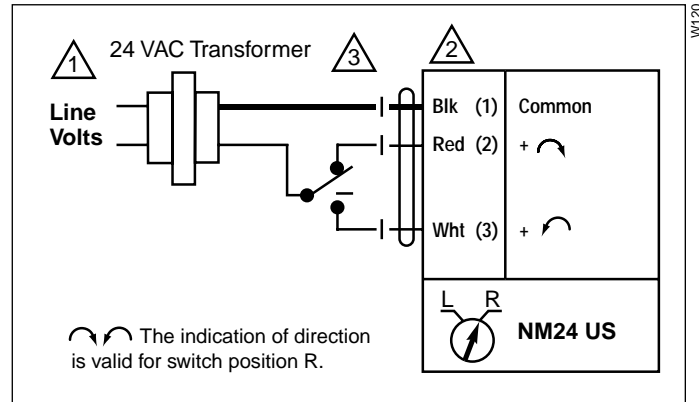 W120
1
24 VAC Transformer
3
2
Line
Volts
Blk (1) Common
Red (2) +
Wht (3) +
L R
NM24 US
The indication of direction
is valid for switch position R.